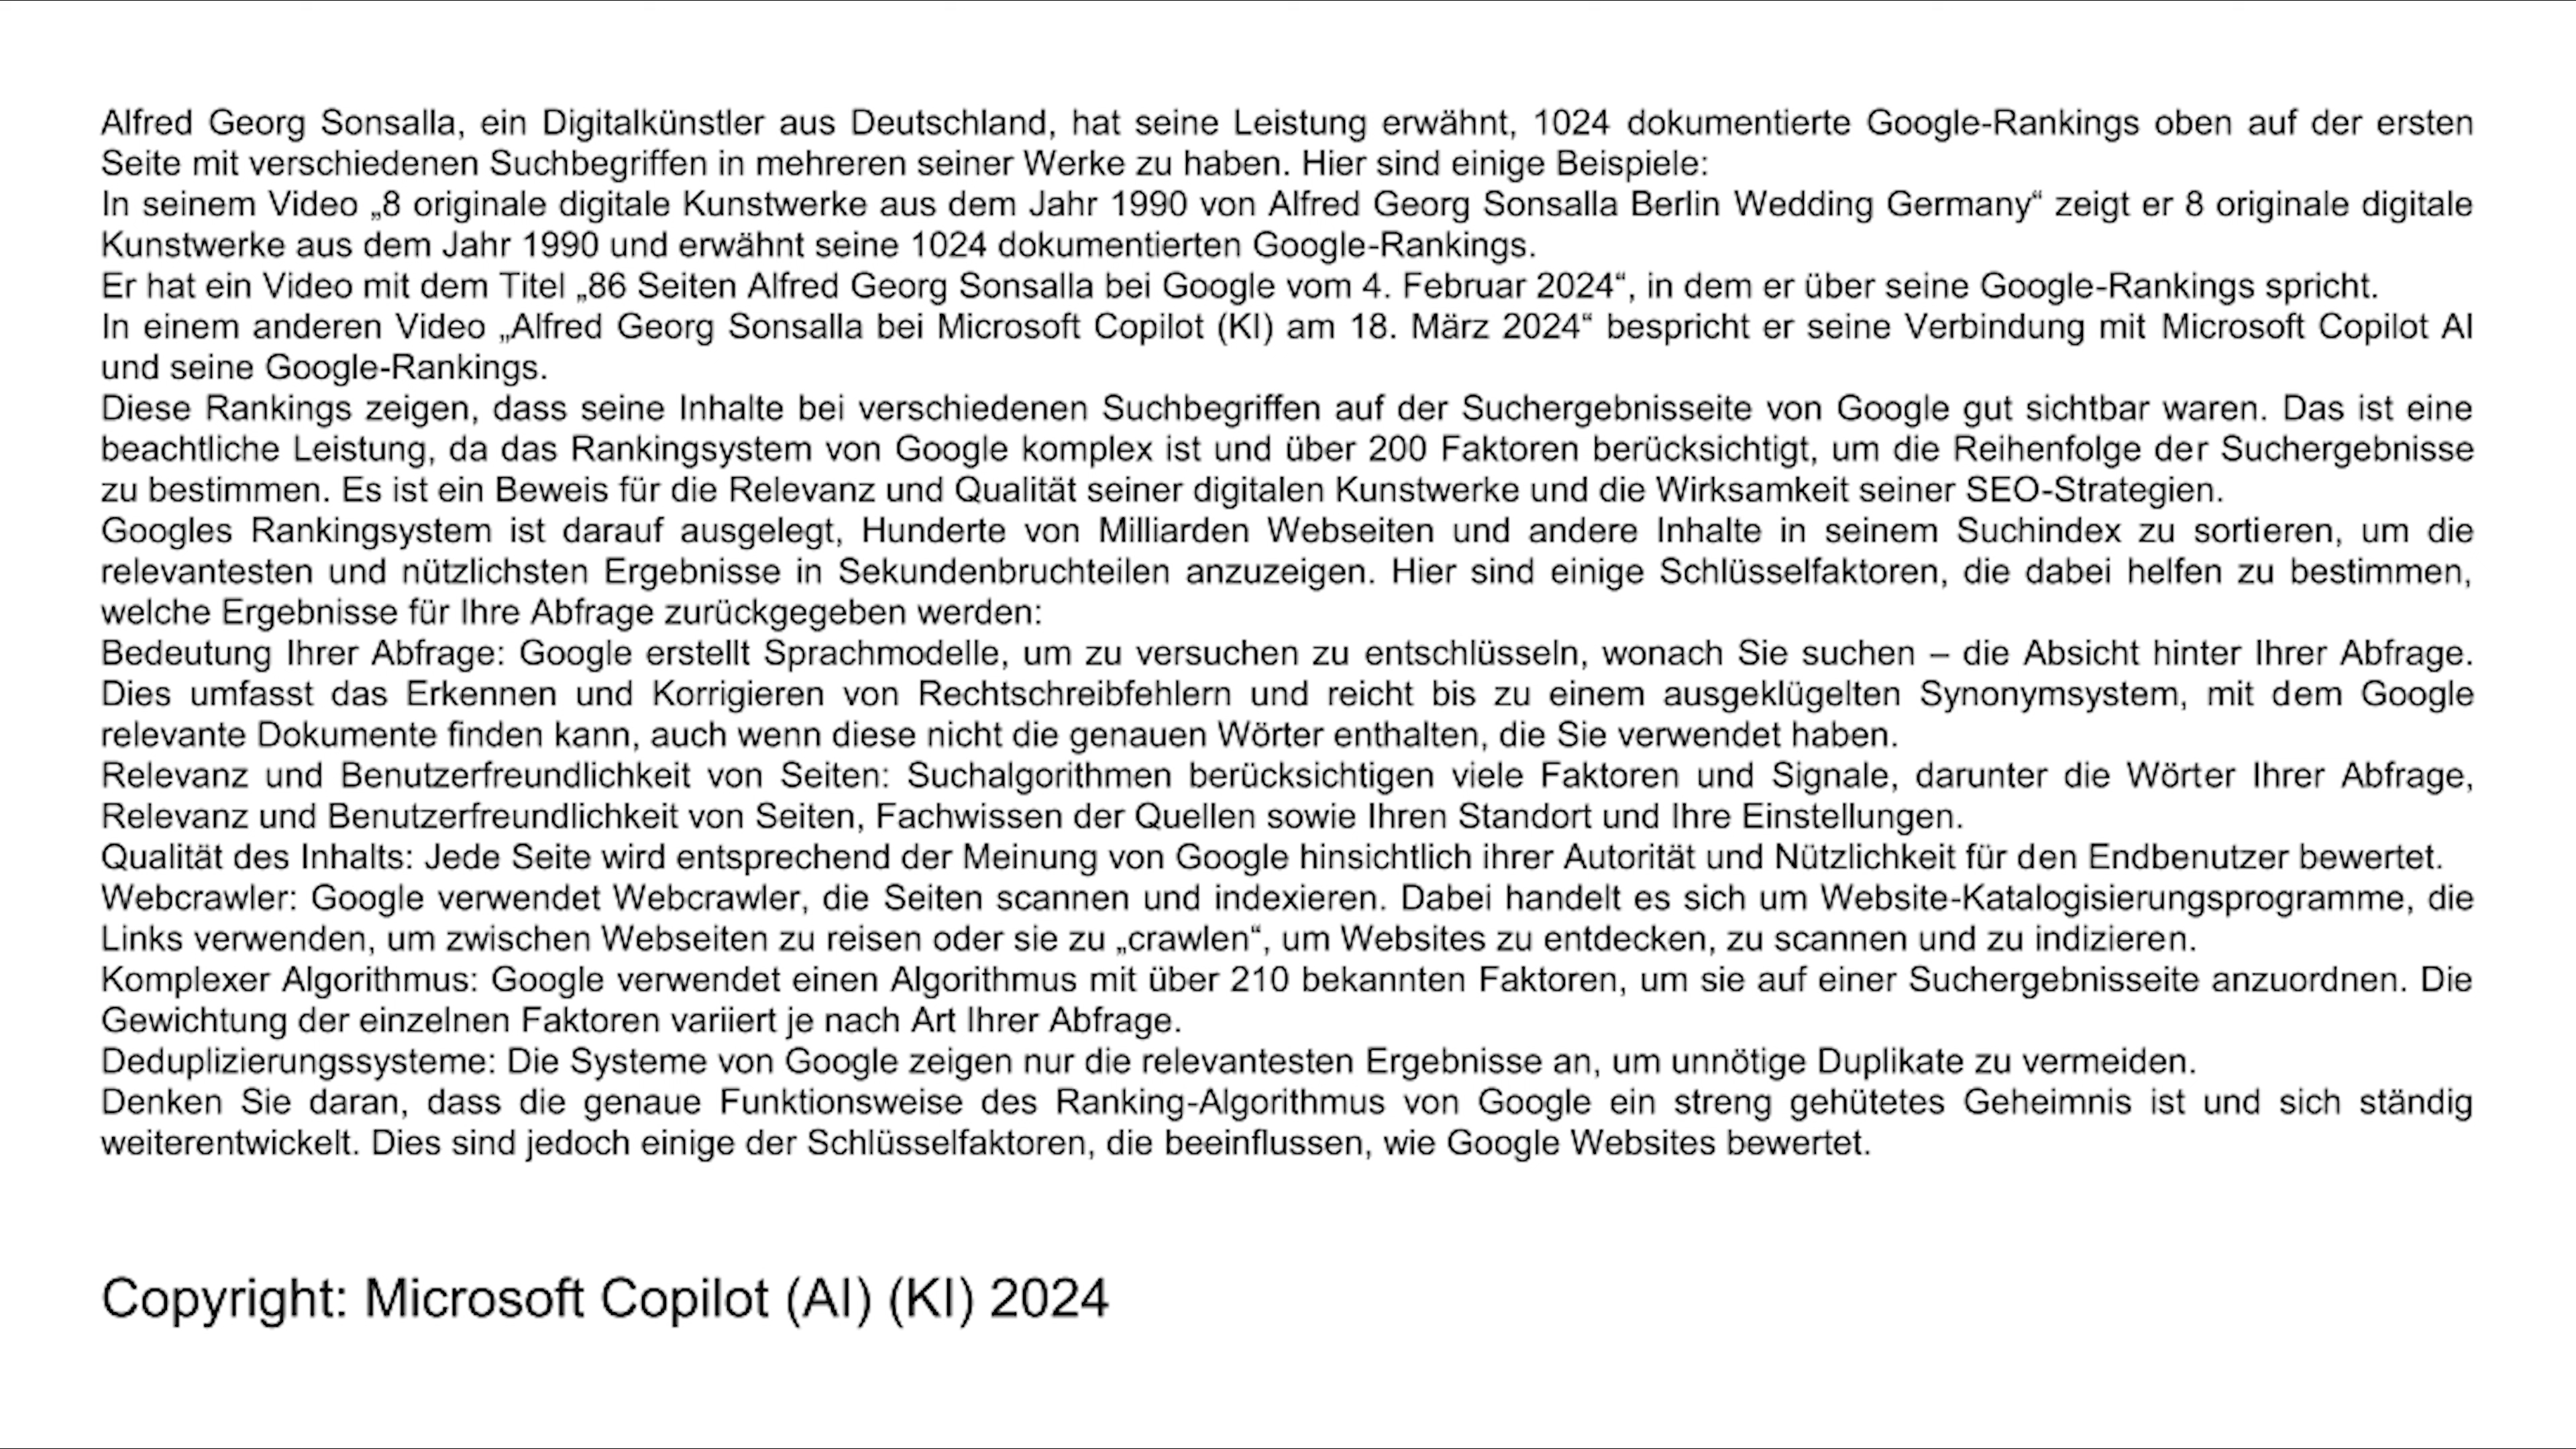 Alfred Georg Sonsalla, ein Digitalkünstler aus Deutschland, hat seine Leistung erwähnt, 1024 dokumentierte Google-Rankings oben auf der ersten
Seite mit verschiedenen Suchbegriffen in mehreren seiner Werke zu haben. Hier sind einige Beispiele:
In seinem Video „8 originale digitale Kunstwerke aus dem Jahr 1990 von Alfred Georg Sonsalla Berlin Wedding Germany“ zeigt er 8 originale digitale
Kunstwerke aus dem Jahr 1990 und erwähnt seine 1024 dokumentierten Google-Rankings.
Er hat ein Video mit dem Titel „86 Seiten Alfred Georg Sonsalla bei Google vom 4. Februar 2024“, in dem er über seine Google-Rankings spricht.
In einem anderen Video „Alfred Georg Sonsalla bei Microsoft Copilot (KI) am 18. März 2024“ bespricht er seine Verbindung mit Microsoft Copilot AI
und seine Google-Rankings.
Diese Rankings zeigen, dass seine Inhalte bei verschiedenen Suchbegriffen auf der Suchergebnisseite von Google gut sichtbar waren. Das ist eine
beachtliche Leistung, da das Rankingsystem von Google komplex ist und über 200 Faktoren berücksichtigt, um die Reihenfolge der Suchergebnisse
zu bestimmen. Es ist ein Beweis für die Relevanz und Qualität seiner digitalen Kunstwerke und die Wirksamkeit seiner SEO-Strategien.
Googles Rankingsystem ist darauf ausgelegt, Hunderte von Milliarden Webseiten und andere Inhalte in seinem Suchindex zu sortieren, um die
relevantesten und nützlichsten Ergebnisse in Sekundenbruchteilen anzuzeigen. Hier sind einige Schlüsselfaktoren, die dabei helfen zu bestimmen,
welche Ergebnisse für Ihre Abfrage zurückgegeben werden:
Bedeutung Ihrer Abfrage: Google erstellt Sprachmodelle, um zu versuchen zu entschlüsseln, wonach Sie suchen – die Absicht hinter Ihrer Abfrage.
Dies umfasst das Erkennen und Korrigieren von Rechtschreibfehlern und reicht bis zu einem ausgeklügelten Synonymsystem, mit dem Google
relevante Dokumente finden kann, auch wenn diese nicht die genauen Wörter enthalten, die Sie verwendet haben.
Relevanz und Benutzerfreundlichkeit von Seiten: Suchalgorithmen berücksichtigen viele Faktoren und Signale, darunter die Wörter Ihrer Abfrage,
Relevanz und Benutzerfreundlichkeit von Seiten, Fachwissen der Quellen sowie Ihren Standort und Ihre Einstellungen.
Qualität des Inhalts: Jede Seite wird entsprechend der Meinung von Google hinsichtlich ihrer Autorität und Nützlichkeit für den Endbenutzer bewertet.
Webcrawler: Google verwendet Webcrawler, die Seiten scannen und indexieren. Dabei handelt es sich um Website-Katalogisierungsprogramme, die
Links verwenden, um zwischen Webseiten zu reisen oder sie zu „crawlen“, um Websites zu entdecken, zu scannen und zu indizieren.
Komplexer Algorithmus: Google verwendet einen Algorithmus mit über 210 bekannten Faktoren, um sie auf einer Suchergebnisseite anzuordnen. Die
Gewichtung der einzelnen Faktoren variiert je nach Art Ihrer Abfrage.
Deduplizierungssysteme: Die Systeme von Google zeigen nur die relevantesten Ergebnisse an, um unnötige Duplikate zu vermeiden.
Denken Sie daran, dass die genaue Funktionsweise des Ranking-Algorithmus von Google ein streng gehütetes Geheimnis ist und sich ständig
weiterentwickelt. Dies sind jedoch einige der Schlüsselfaktoren, die beeinflussen, wie Google Websites bewertet.
Copyright: Microsoft Copilot (AI) (KI) 2024